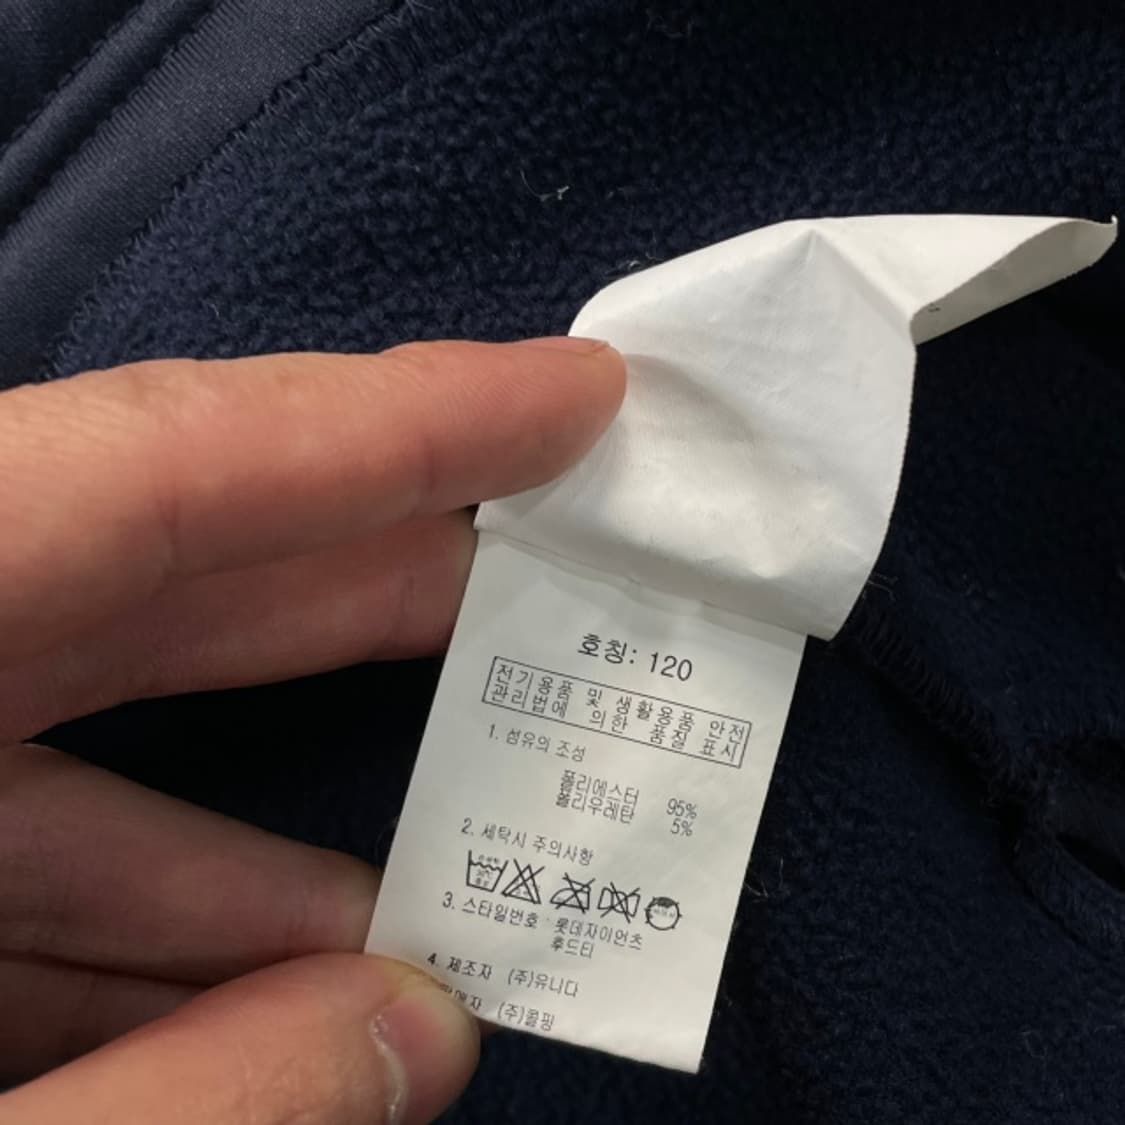 호칭: 120
전기용품 및 생활용품 안전
관리법에 의한 품질 표시
1. 섬유의 조성
폴리에스터 95%
폴리우레탄 5%
2. 세탁시 주의사항
3. 스타일번호 : 롯데자이언츠
후드티
4. 제조자 (주)유니다
(주)콜핑